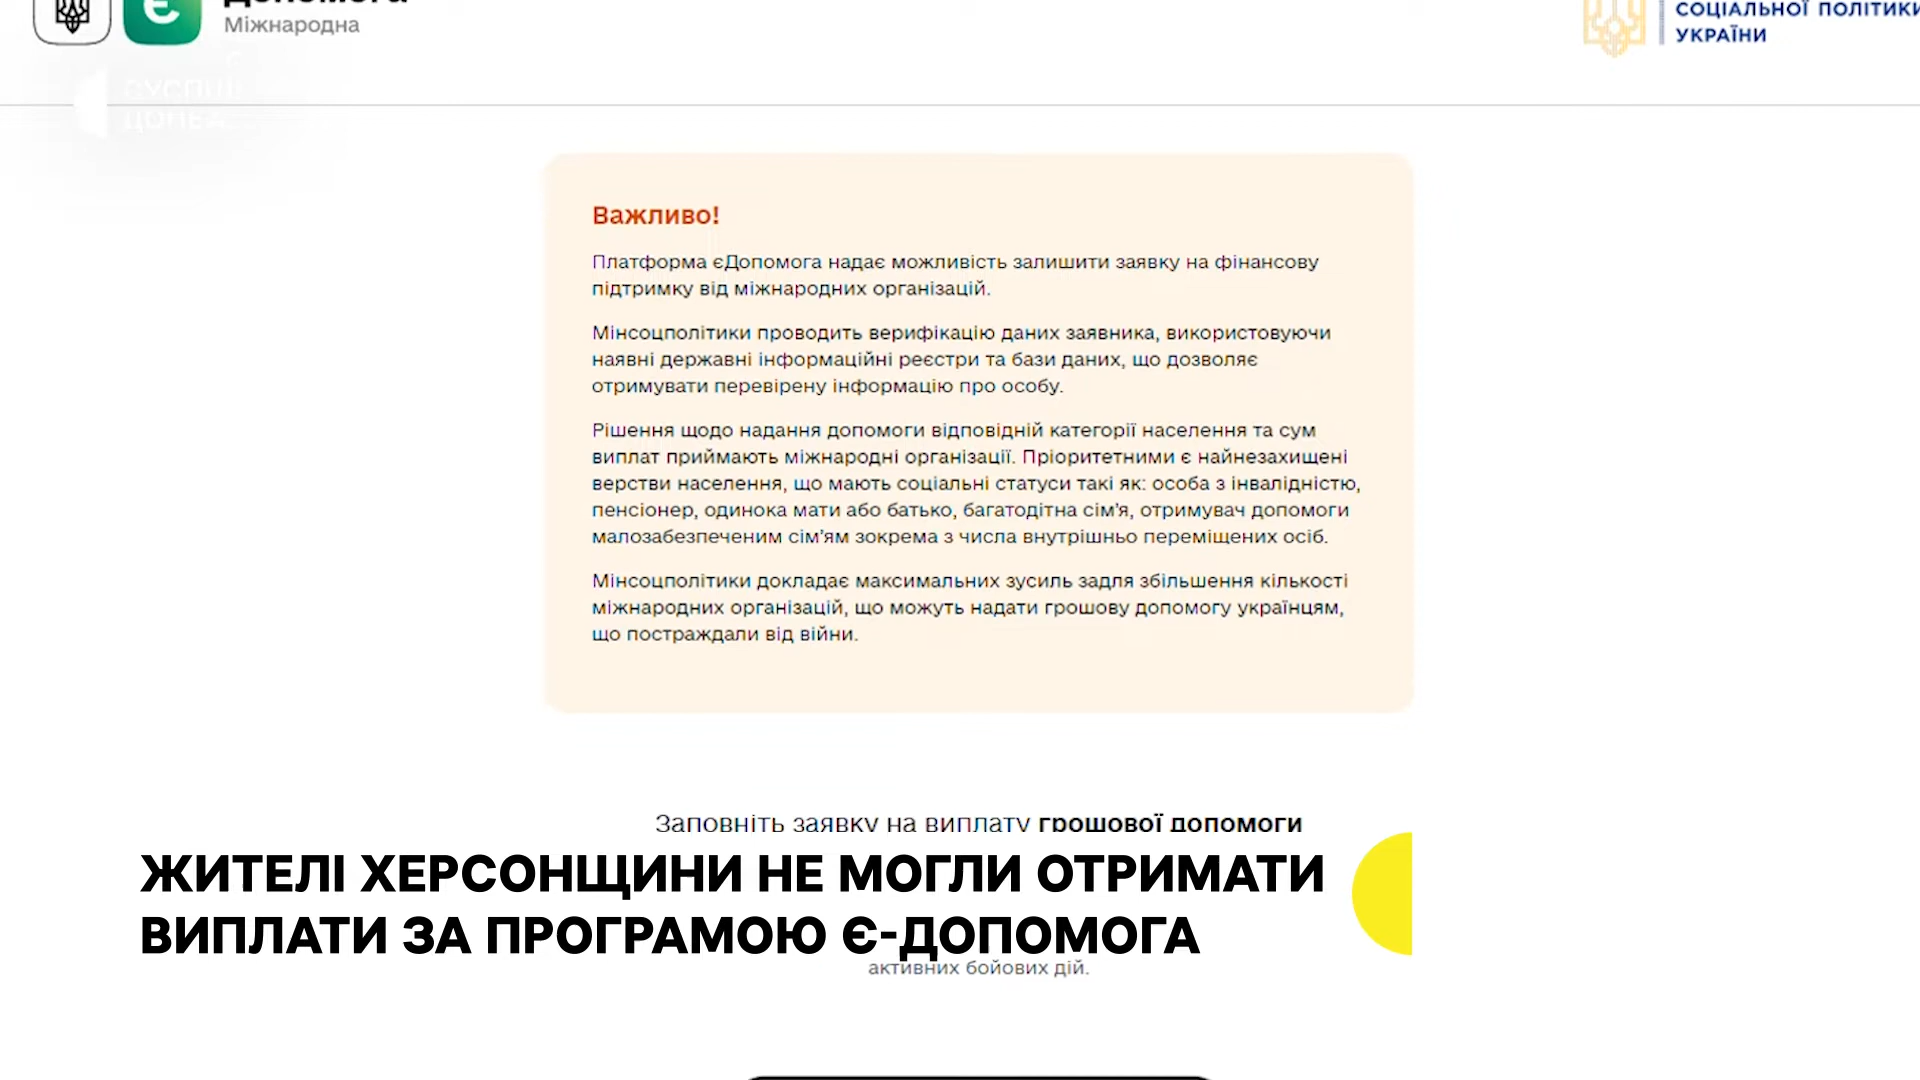 Допомога
Міжнародна
СОЦІАЛЬНОЇ ПОЛІТИКИ
УКРАЇНИ
Важливо!
Платформа єДопомога надає можливість залишити заявку на фінансову
підтримку від міжнародних організацій.
Мінсоцполітики проводить верифікацію даних заявника, використовуючи
наявні державні інформаційні реєстри та бази даних, що дозволяє
отримувати перевірену інформацію про особу.
Рішення щодо надання допомоги відповідній категорії населення та сум
виплат приймають міжнародні організації. Пріоритетними є найнезахищені
верстви населення, що мають соціальні статуси такі як: особа з інвалідністю,
пенсіонер, одинока мати або батько, багатодітна сім’я, отримувач допомоги
малозабезпеченим сім’ям зокрема з числа внутрішньо переміщених осіб.
Мінсоцполітики докладає максимальних зусиль задля збільшення кількості
міжнародних організацій, що можуть надати грошову допомогу українцям,
що постраждали від війни.
Заповніть заявку на виплату грошової допомоги
ЖИТЕЛІ ХЕРСОНЩИНИ НЕ МОГЛИ ОТРИМАТИ
ВИПЛАТИ ЗА ПРОГРАМОЮ Є-ДОПОМОГА
активних бойових дій.